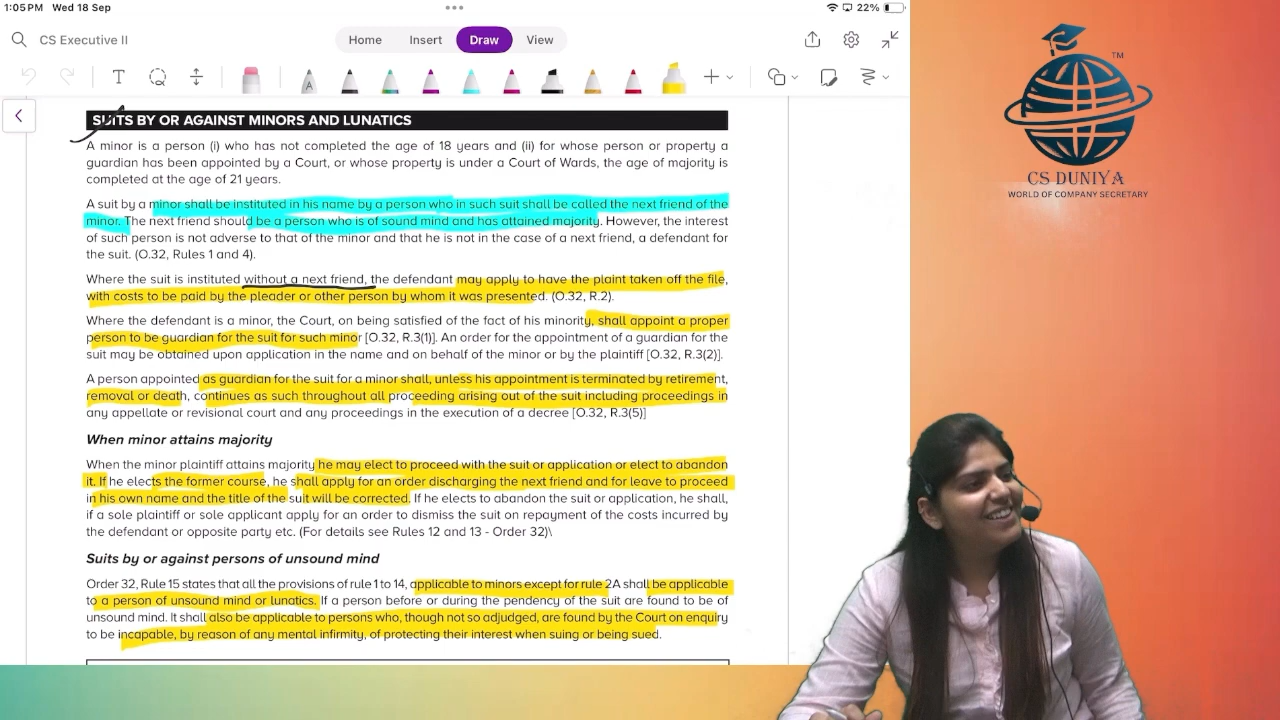 1:05 PM Wed 18 Sep
22%
CS Executive II
Home Insert Draw View
T
A
SUITS BY OR AGAINST MINORS AND LUNATICS
A minor is a person (i) who has not completed the age of 18 years and (ii) for whose person or property a
guardian has been appointed by a Court, or whose property is under a Court of Wards, the age of majority is
completed at the age of 21 years.
A suit by a minor shall be instituted in his name by a person who in such suit shall be called the next friend of the
minor. The next friend should be a person who is of sound mind and has attained majority. However, the interest
of such person is not adverse to that of the minor and that he is not in the case of a next friend, a defendant for
the suit. (O.32, Rules 1 and 4).
Where the suit is instituted without a next friend, the defendant may apply to have the plaint taken off the file,
with costs to be paid by the pleader or other person by whom it was presented. (O.32, R.2).
Where the defendant is a minor, the Court, on being satisfied of the fact of his minority, shall appoint a proper
person to be guardian for the suit for such minor [O.32, R.3(1)]. An order for the appointment of a guardian for the
suit may be obtained upon application in the name and on behalf of the minor or by the plaintiff [O.32, R.3(2)].
A person appointed as guardian for the suit for a minor shall, unless his appointment is terminated by retirement,
removal or death, continues as such throughout all proceeding arising out of the suit including proceedings in
any appellate or revisional court and any proceedings in the execution of a decree [O.32, R.3(5)]
When minor attains majority
When the minor plaintiff attains majority he may elect to proceed with the suit or application or elect to abandon
it. If he elects the former course, he shall apply for an order discharging the next friend and for leave to proceed
in his own name and the title of the suit will be corrected. If he elects to abandon the suit or application, he shall,
if a sole plaintiff or sole applicant apply for an order to dismiss the suit on repayment of the costs incurred by
the defendant or opposite party etc. (For details see Rules 12 and 13 - Order 32)\
Suits by or against persons of unsound mind
Order 32, Rule 15 states that all the provisions of rule 1 to 14, applicable to minors except for rule 2A shall be applicable
to a person of unsound mind or lunatics. If a person before or during the pendency of the suit are found to be of
unsound mind. It shall also be applicable to persons who, though not so adjudged, are found by the Court on enquiry
to be incapable, by reason of any mental infirmity, of protecting their interest when suing or being sued.
TM
CS DUNIYA
WORLD OF COMPANY SECRETARY